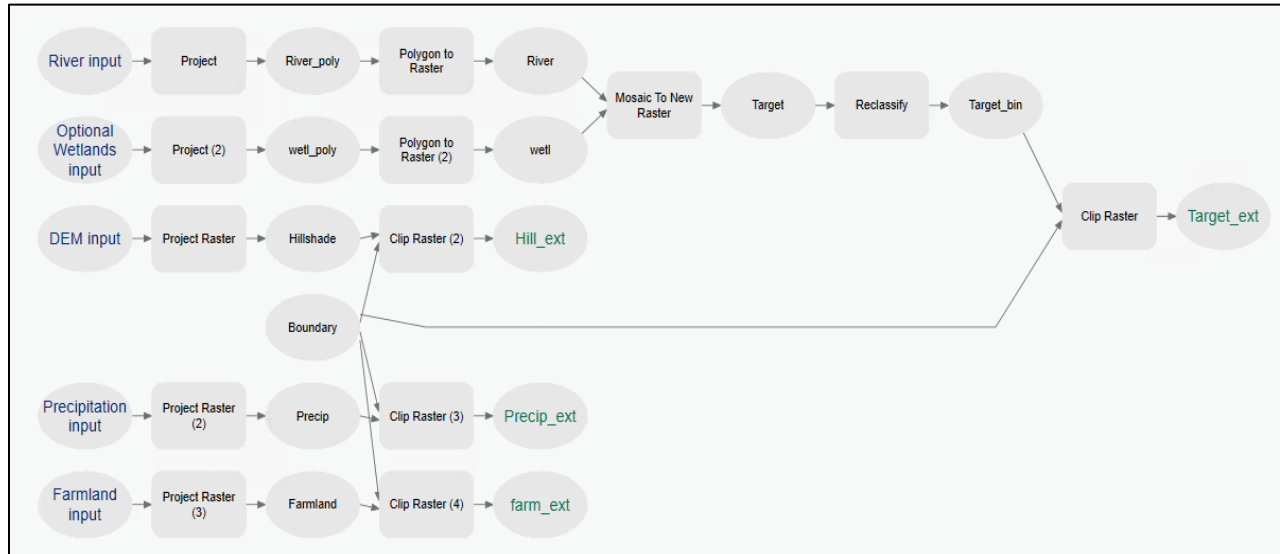 River input
Project
River_poly
Polygon to
Raster
River
Mosaic To New
Raster
Target
Reclassify
Target_bin
Optional
Wetlands
input
Project (2)
wetl_poly
Polygon to
Raster (2)
wetl
Clip Raster
Target_ext
DEM input
Project Raster
Hillshade
Clip Raster (2)
Hill_ext
Boundary
Precipitation
input
Project Raster
(2)
Precip
Clip Raster (3)
Precip_ext
Farmland
input
Project Raster
(3)
Farmland
Clip Raster (4)
farm_ext